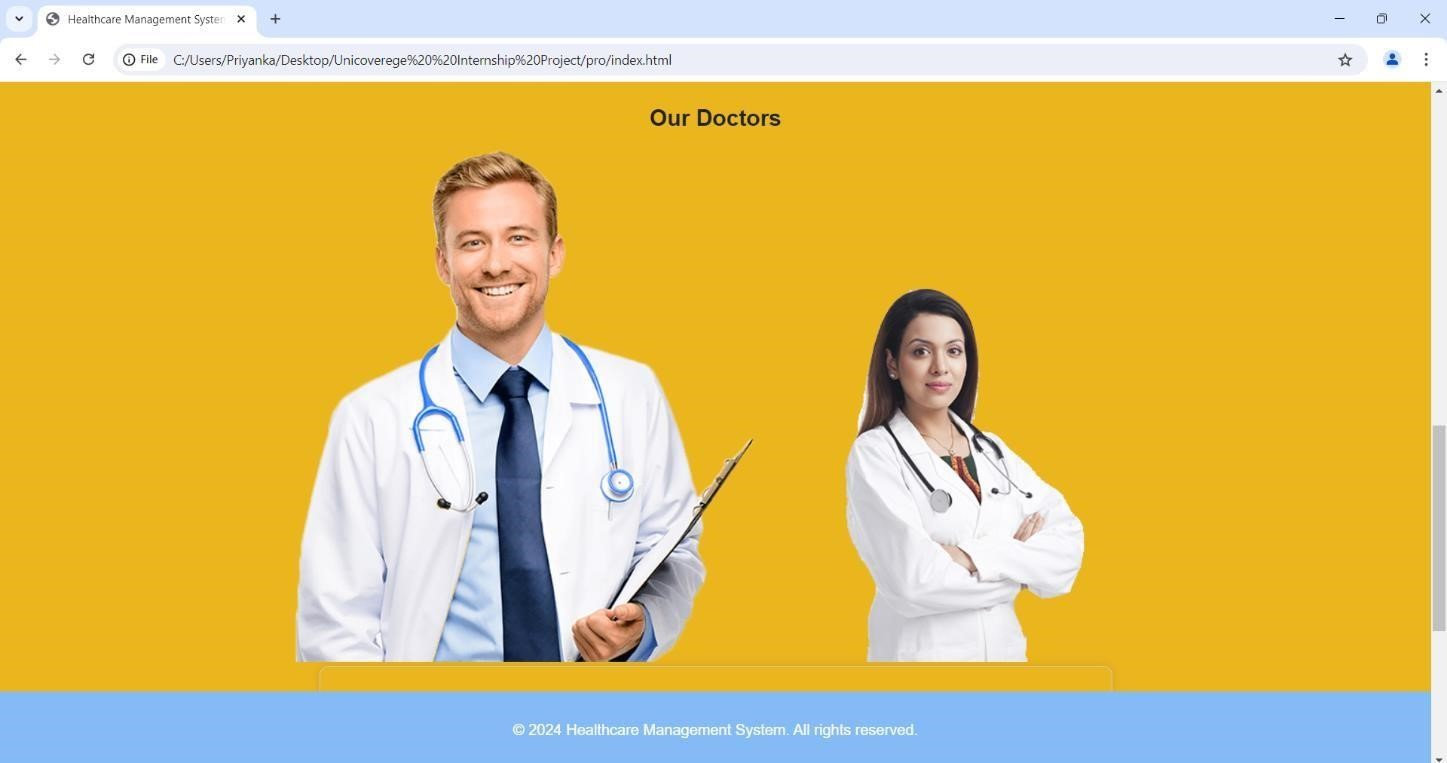 Healthcare Management System
File
C:/Users/Priyanka/Desktop/Unicoverege%20%20Internship%20Project/pro/index.html
Our Doctors
© 2024 Healthcare Management System. All rights reserved.